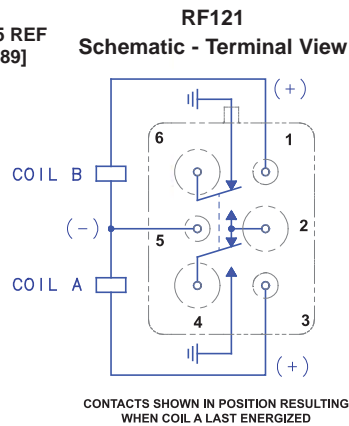 RF121
5 REF
Schematic - Terminal View
89]
(+)
6
1
COIL B
(-)
5
2
COIL A
4
3
(+)
CONTACTS SHOWN IN POSITION RESULTING
WHEN COIL A LAST ENERGIZED